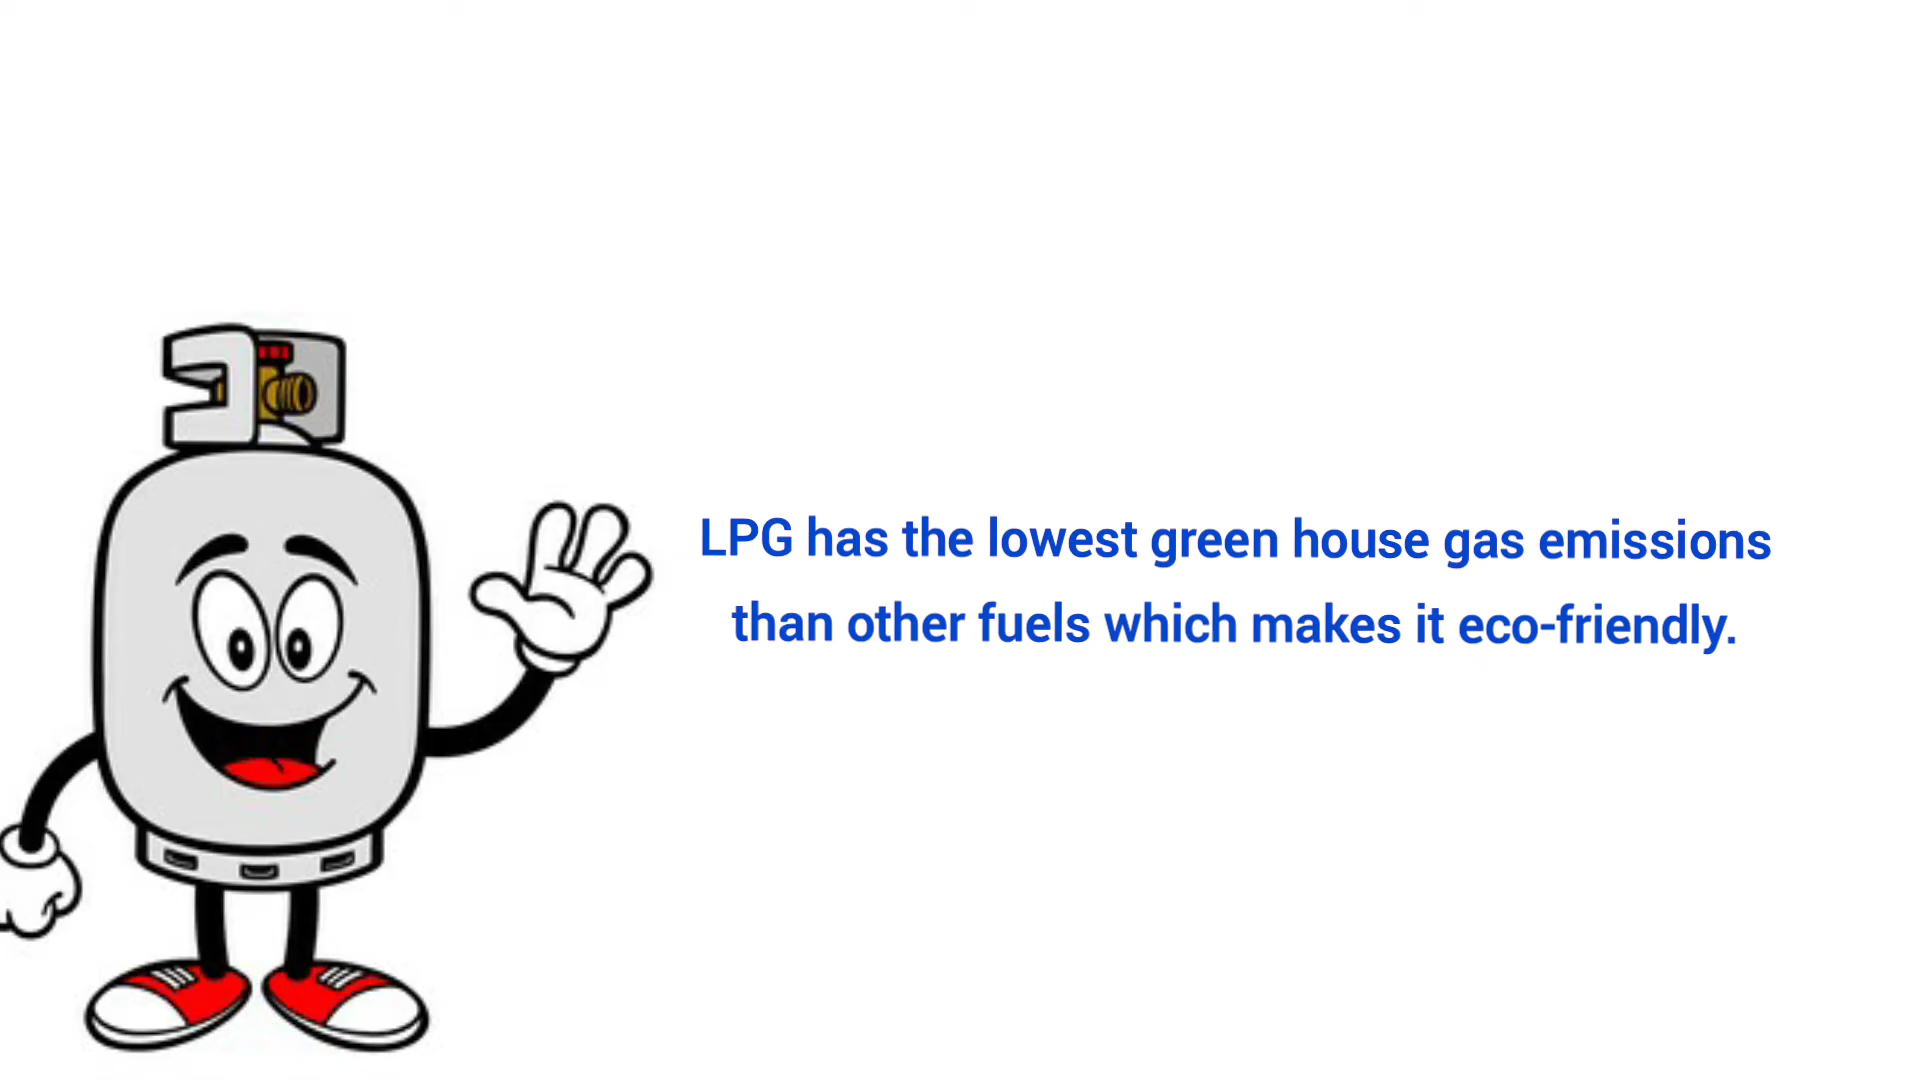 LPG has the lowest green house gas emissions
than other fuels which makes it eco-friendly.